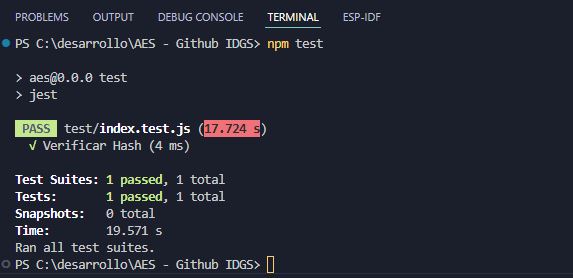 PROBLEMS OUTPUT DEBUG CONSOLE TERMINAL ESP-IDF
PS C:\desarrollo\AES - Github IDGS> npm test
> aes@0.0.0 test
> jest
PASS test/index.test.js (17.724 s)
√ Verificar Hash (4 ms)
Test Suites: 1 passed, 1 total
Tests: 1 passed, 1 total
Snapshots: 0 total
Time: 19.571 s
Ran all test suites.
PS C:\desarrollo\AES - Github IDGS>